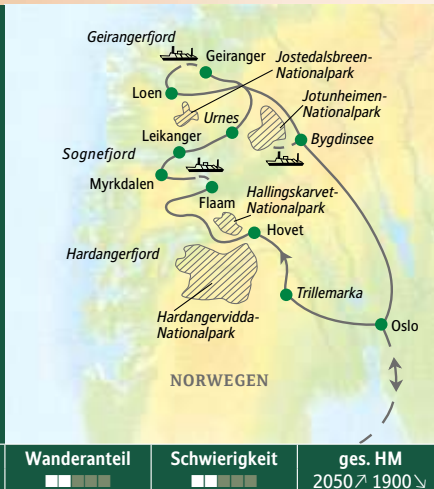 Geirangerfjord
Geiranger
Jostedalsbreen-
Nationalpark
Loen
Jotunheimen-
Nationalpark
Urnes
Bygdinsee
Leikanger
Sognefjord
Myrkdalen
Flaam
Hallingskarvet-
Nationalpark
Hovet
Hardangerfjord
Trillemarka
Hardangervidda-
Nationalpark
Oslo
NORWEGEN
Wanderanteil
Schwierigkeit
ges. HM
2050↗ 1900↘